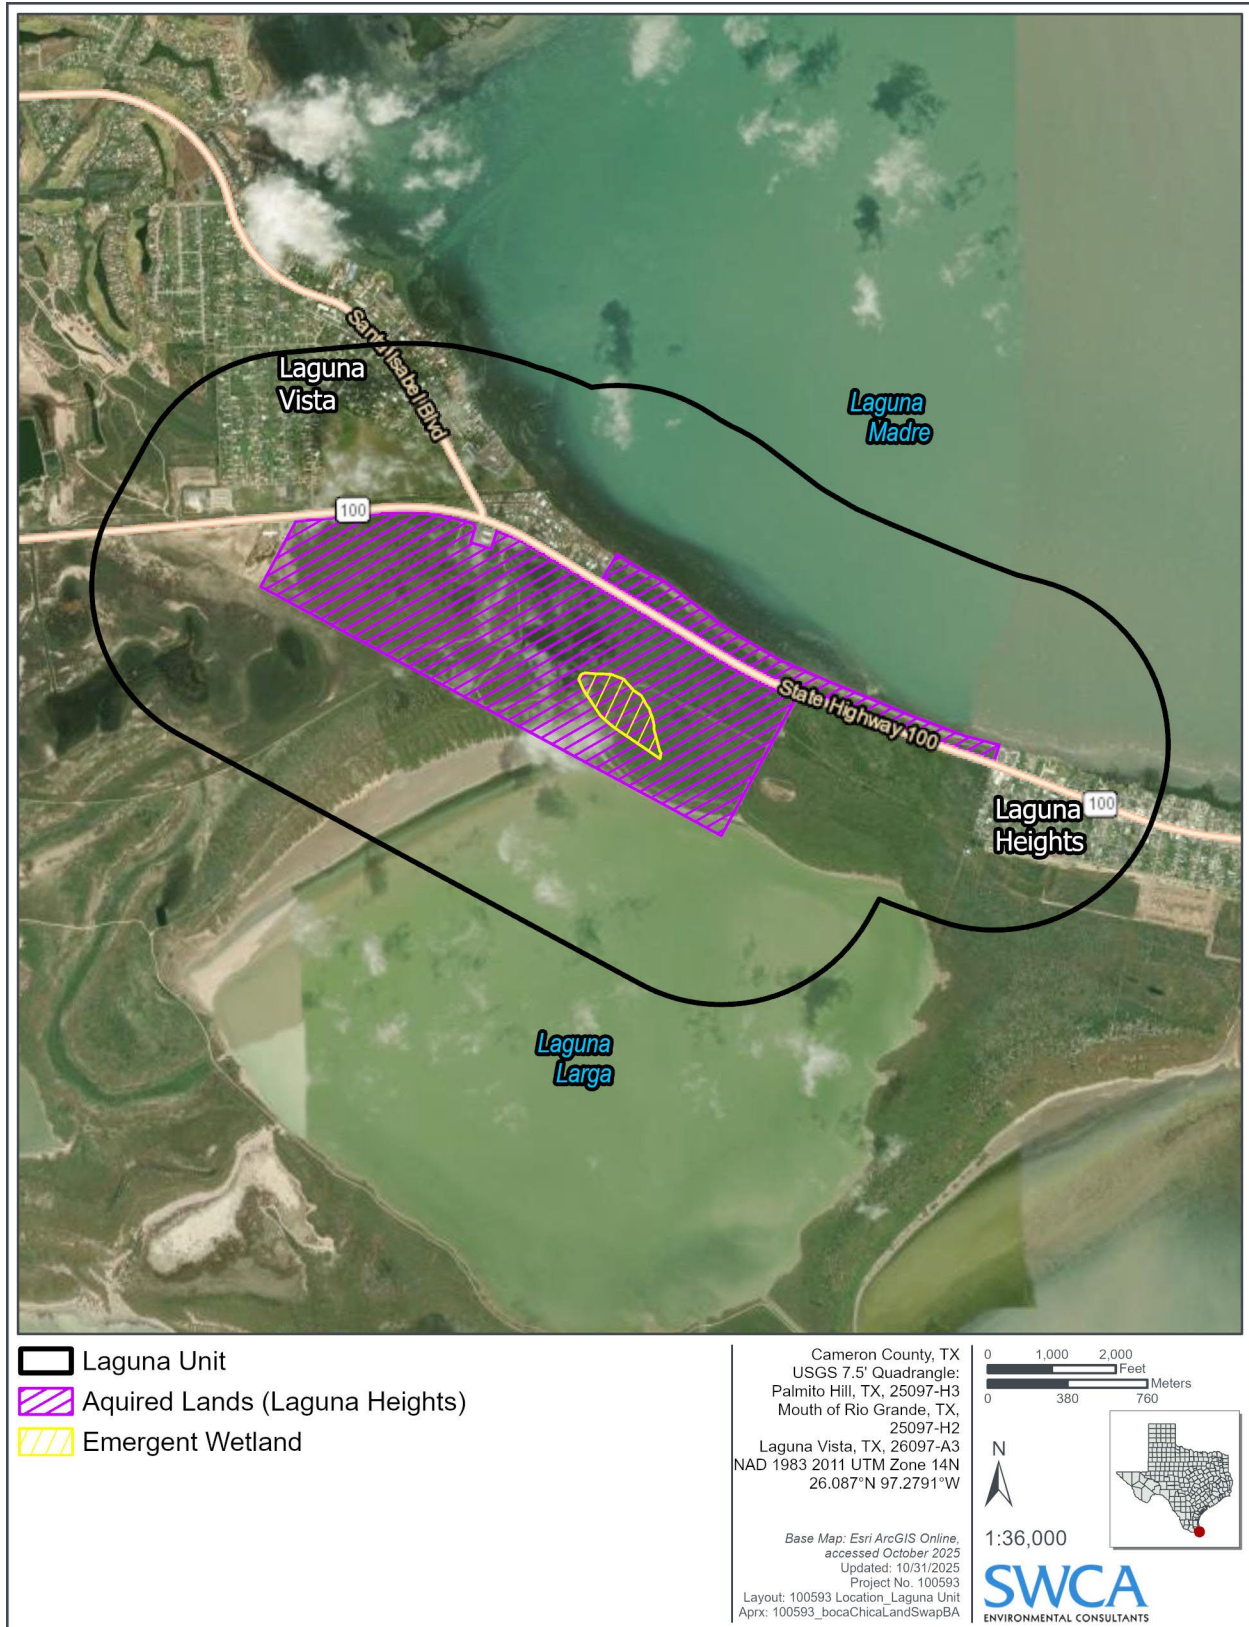 Santa Isabell Blvd
Laguna
Vista
Laguna
Madre
100
State Highway 100
100
Laguna
Heights
Laguna
Larga
Laguna Unit
Aquired Lands (Laguna Heights)
Emergent Wetland
Cameron County, TX
USGS 7.5' Quadrangle:
Palmito Hill, TX, 25097-H3
Mouth of Rio Grande, TX,
25097-H2
Laguna Vista, TX, 26097-A3
NAD 1983 2011 UTM Zone 14N
26.087°N 97.2791°W
Base Map: Esri ArcGIS Online,
accessed October 2025
Updated: 10/31/2025
Project No. 100593
Layout: 100593 Location_Laguna Unit
Aprx: 100593_bocaChicaLandSwapBA
0 1,000 2,000
Feet
Meters
0 380 760
N
1:36,000
SWCA
ENVIRONMENTAL CONSULTANTS